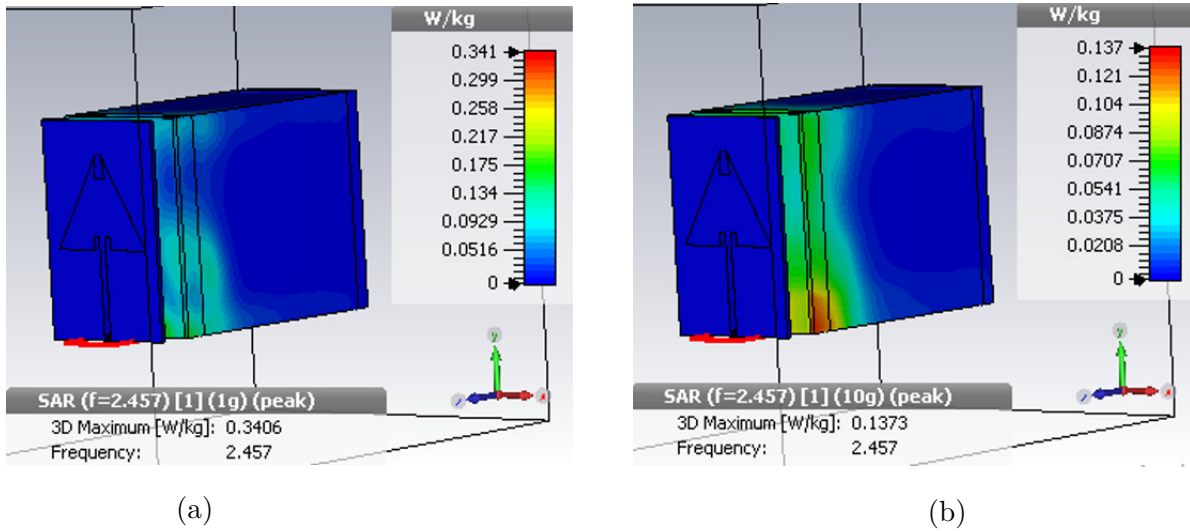 W/kg
0.341
0.299
0.258
0.217
0.175
0.134
0.0929
0.0516
0
y
x
z
SAR (f=2.457) [1] (1g) (peak)
3D Maximum [W/kg]: 0.3406
Frequency: 2.457
(a)
W/kg
0.137
0.121
0.104
0.0874
0.0707
0.0541
0.0375
0.0208
0
y
x
z
SAR (f=2.457) [1] (10g) (peak)
3D Maximum [W/kg]: 0.1373
Frequency: 2.457
(b)